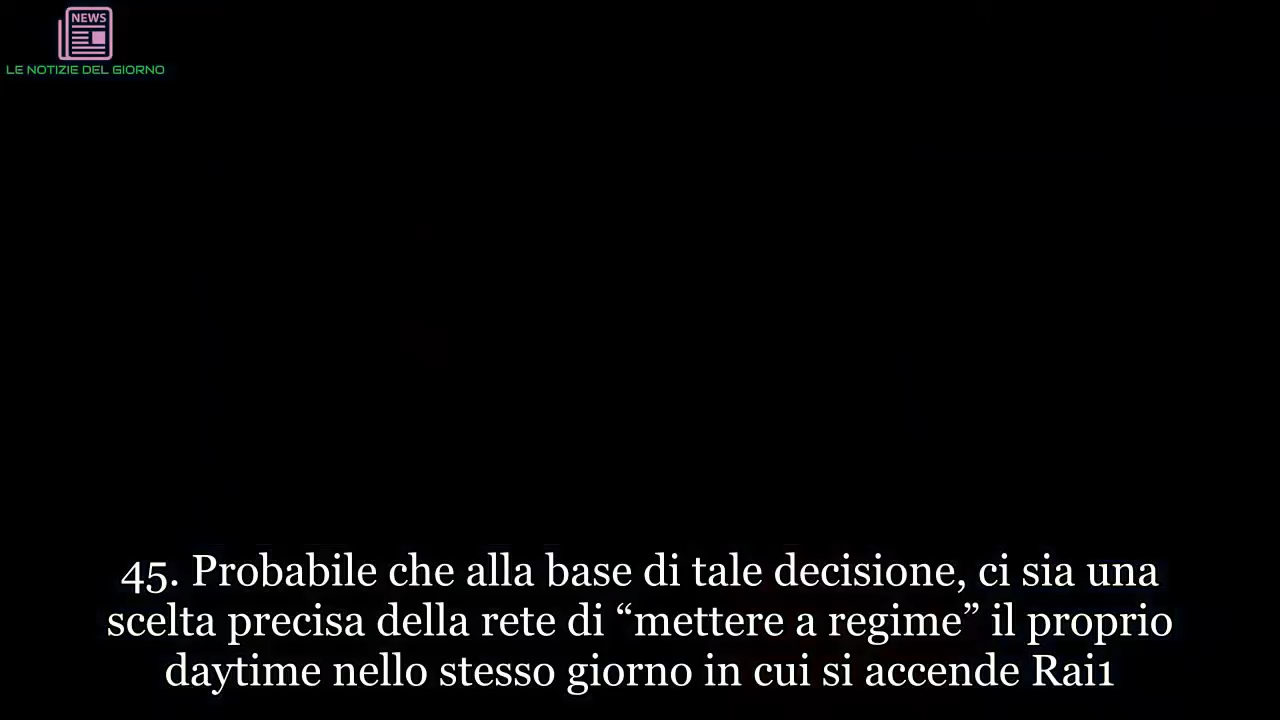 NEWS
LE NOTIZIE DEL GIORNO
45. Probabile che alla base di tale decisione, ci sia una
scelta precisa della rete di “mettere a regime” il proprio
daytime nello stesso giorno in cui si accende Rai1